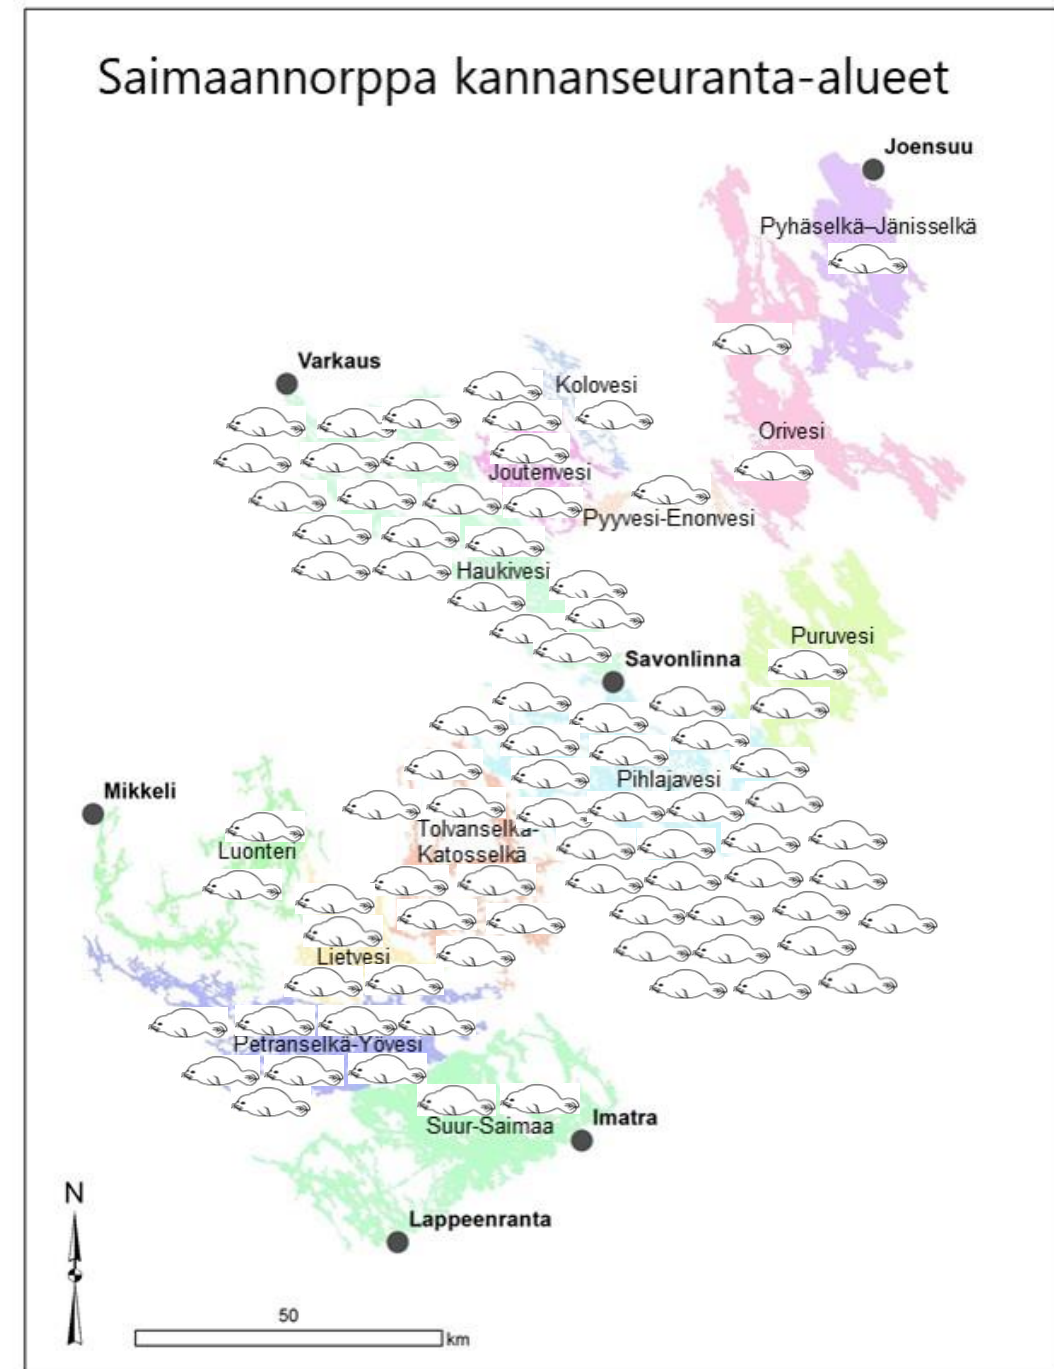 Saimaannorppa kannanseuranta-alueet
Joensuu
Pyhäselkä–Jänisselkä
Varkaus
Kolovesi
Orivesi
Joutenvesi
Pyyvesi-Enonvesi
Haukivesi
Puruvesi
Savonlinna
Pihlajavesi
Mikkeli
Tolvanselkä-
Katosselkä
Luonteri
Lietvesi
Petranselkä-Yövesi
Suur-Saimaa
Imatra
N
Lappeenranta
50
km